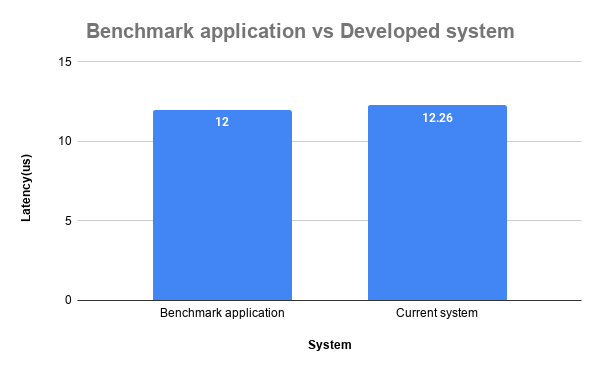 Benchmark application vs Developed system
Latency(us)
15
10
5
0
12
12.26
Benchmark application
Current system
System